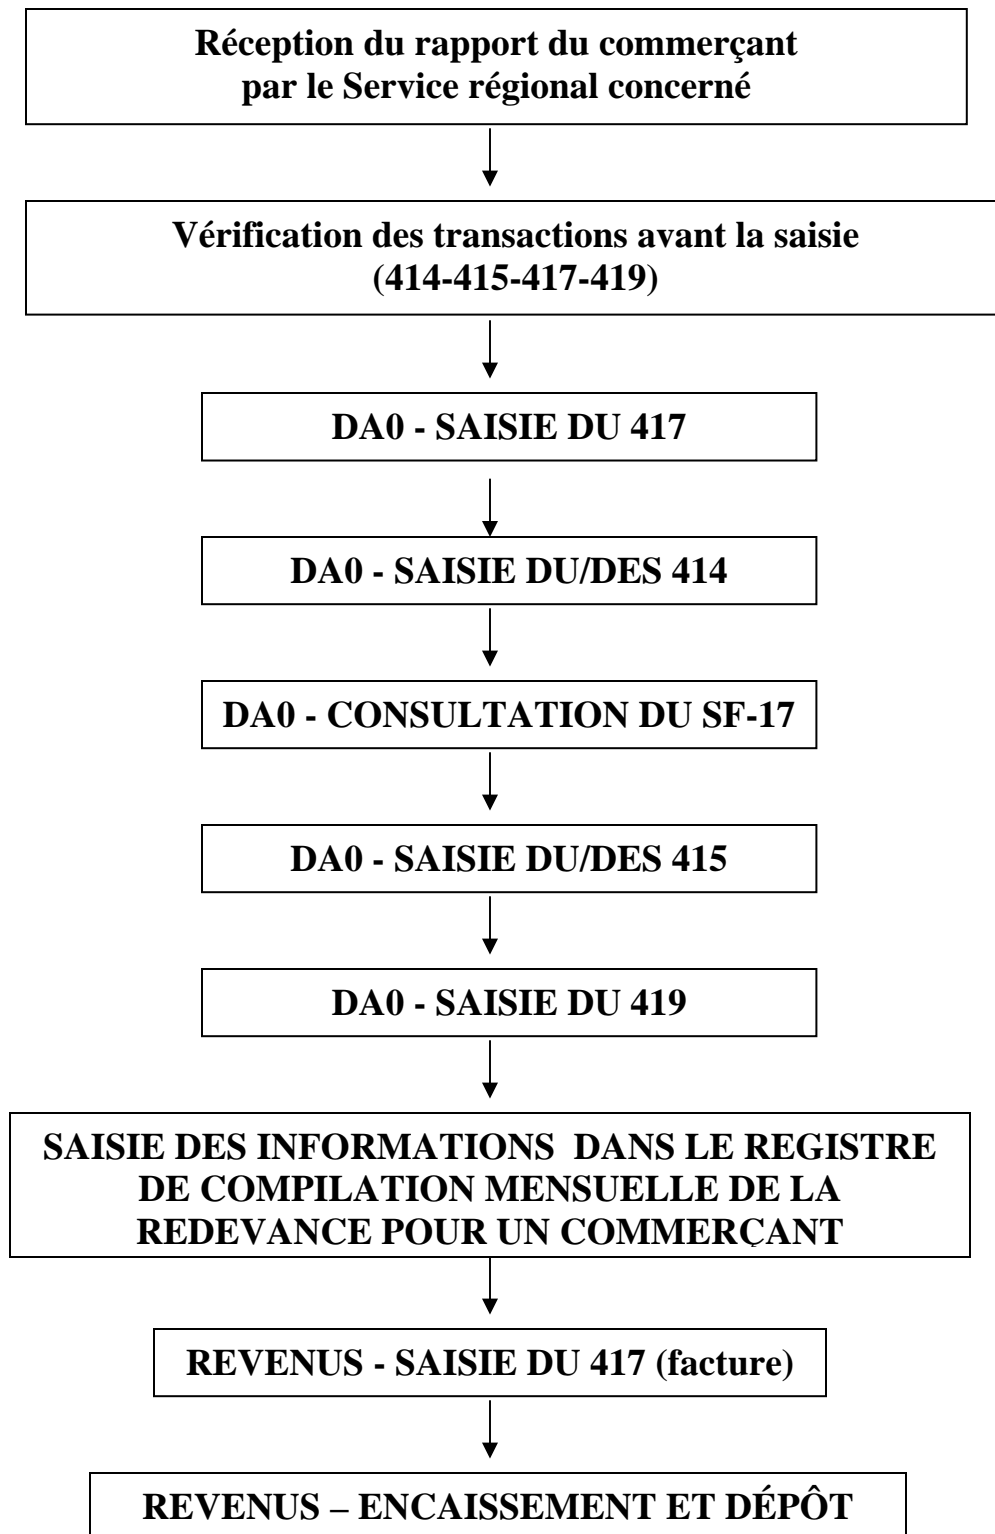 Réception du rapport du commerçant
par le Service régional concerné
Vérification des transactions avant la saisie
(414-415-417-419)
DA0 - SAISIE DU 417
DA0 - SAISIE DU/DES 414
DA0 - CONSULTATION DU SF-17
DA0 - SAISIE DU/DES 415
DA0 - SAISIE DU 419
SAISIE DES INFORMATIONS  DANS LE REGISTRE
DE COMPILATION MENSUELLE DE LA
REDEVANCE POUR UN COMMERÇANT
REVENUS - SAISIE DU 417 (facture)
REVENUS – ENCAISSEMENT ET DÉPÔT